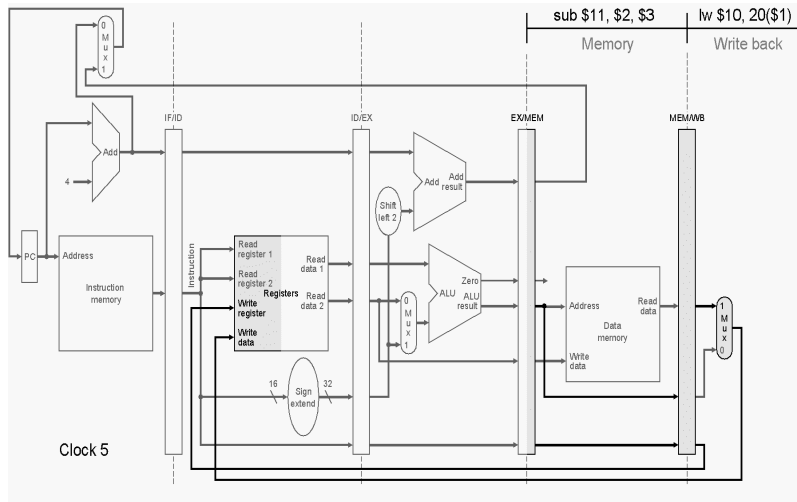 sub $11, $2, $3
lw $10, 20($1)
Memory
Write back
0
M
u
x
1
IF/ID
ID/EX
EX/MEM
MEM/WB
Add
4
Add
Add
result
Shift
left 2
PC
Address
Instruction
memory
Instruction
Read
register 1
Read
register 2
Registers
Write
register
Write
data
Read
data 1
Read
data 2
0
M
u
x
1
Zero
ALU
ALU
result
Address
Read
data
Data
memory
Write
data
1
M
u
x
0
16
Sign
extend
32
Clock 5